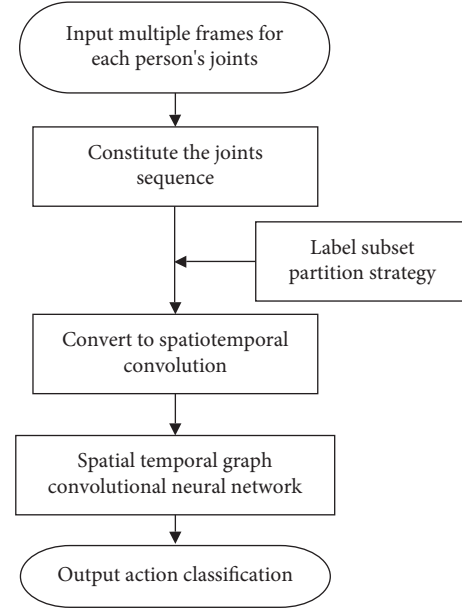 Input multiple frames for
each person's joints
Constitute the joints
sequence
Label subset
partition strategy
Convert to spatiotemporal
convolution
Spatial temporal graph
convolutional neural network
Output action classification